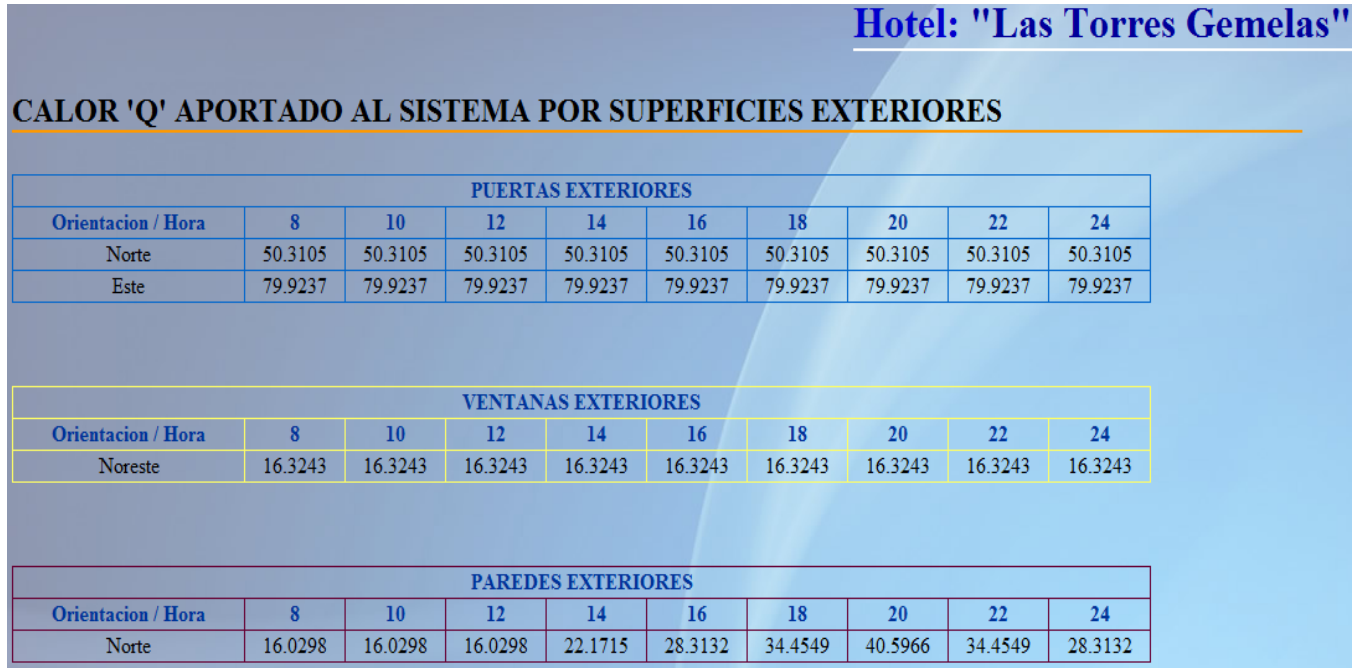 Hotel: "Las Torres Gemelas"
CALOR 'Q' APORTADO AL SISTEMA POR SUPERFICIES EXTERIORES
PUERTAS EXTERIORES
Orientacion / Hora 8 10 12 14 16 18 20 22 24
Norte 50.3105 50.3105 50.3105 50.3105 50.3105 50.3105 50.3105 50.3105 50.3105
Este 79.9237 79.9237 79.9237 79.9237 79.9237 79.9237 79.9237 79.9237 79.9237
VENTANAS EXTERIORES
Orientacion / Hora 8 10 12 14 16 18 20 22 24
Noreste 16.3243 16.3243 16.3243 16.3243 16.3243 16.3243 16.3243 16.3243 16.3243
PAREDES EXTERIORES
Orientacion / Hora 8 10 12 14 16 18 20 22 24
Norte 16.0298 16.0298 16.0298 22.1715 28.3132 34.4549 40.5966 34.4549 28.3132